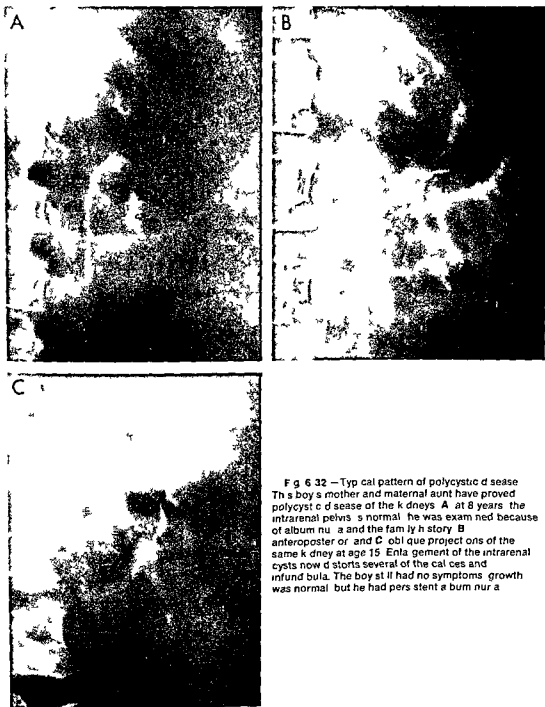 A
B
C
F g 6 32 — Typ cal pattern of polycystic d sease
Th s boy s mother and maternal aunt have proved
polycyst c d sease of the k dneys A at 8 years the
intrarenal pelvis s normal he was exam ned because
of album nu a and the fam ly h story B
anteroposter or and C obl que project ons of the
same k dney at age 15 Enla gement of the intrarenal
cysts now d storts several of the cal ces and
infund bula. The boy st ll had no symptoms growth
was normal but he had pers stent a bum nur a